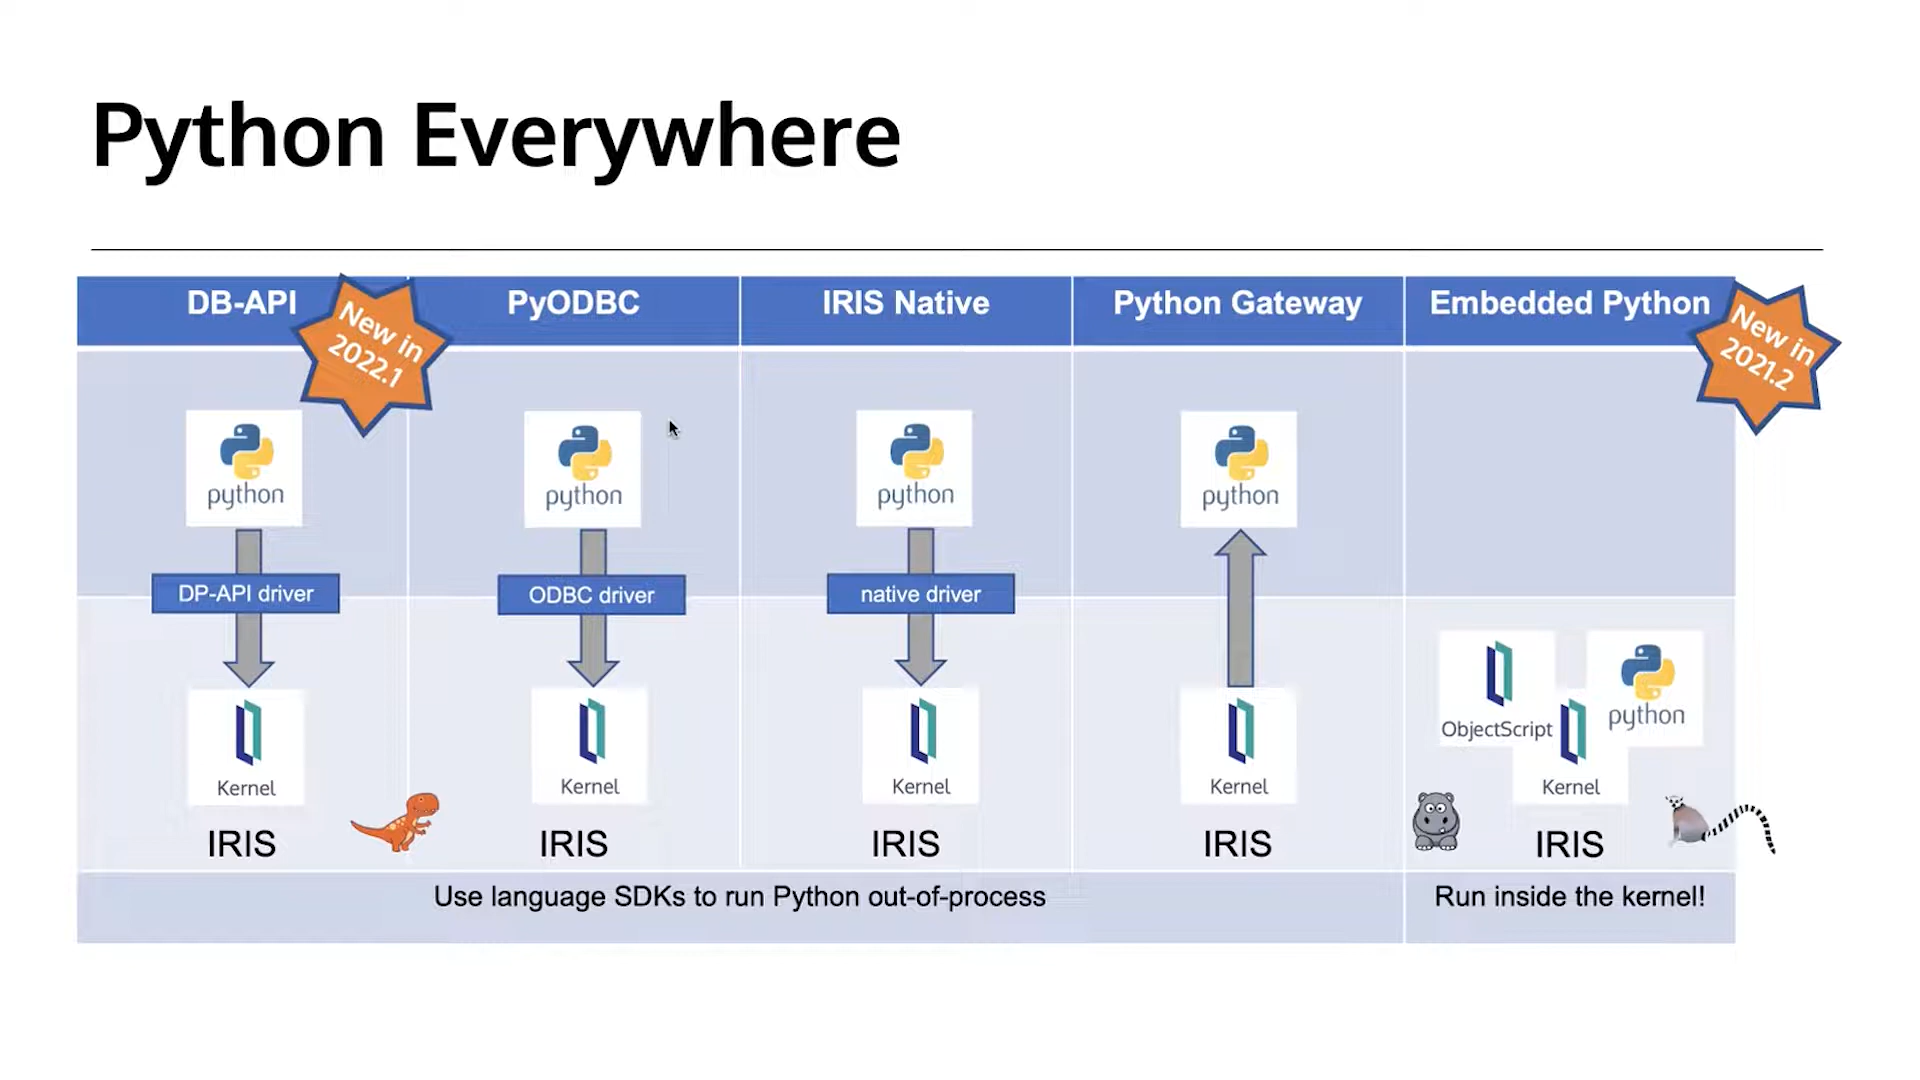 Python Everywhere
DB-API
New in
2022.1
PyODBC
IRIS Native
Python Gateway
Embedded Python
New in
2021.2
python
python
python
python
DP-API driver
ODBC driver
native driver
ObjectScript
python
Kernel
Kernel
Kernel
Kernel
Kernel
IRIS
IRIS
IRIS
IRIS
IRIS
Use language SDKs to run Python out-of-process
Run inside the kernel!